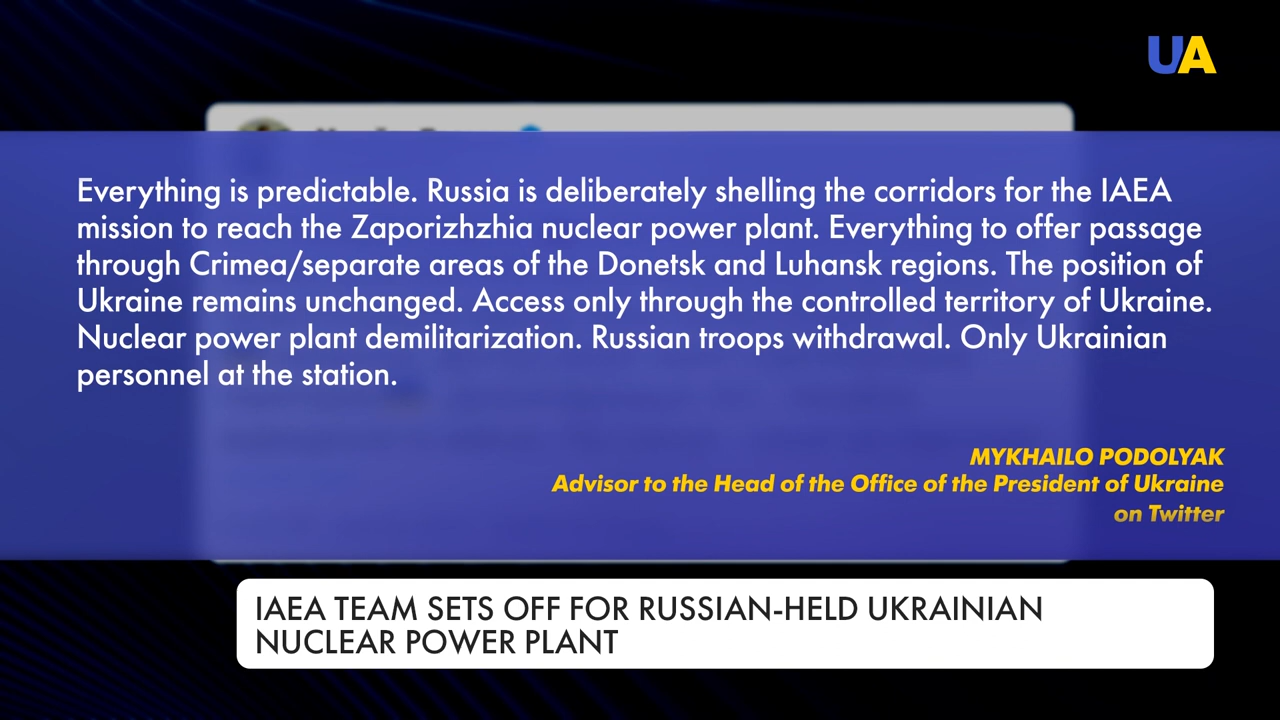 UA
Everything is predictable. Russia is deliberately shelling the corridors for the IAEA
mission to reach the Zaporizhzhia nuclear power plant. Everything to offer passage
through Crimea/separate areas of the Donetsk and Luhansk regions. The position of
Ukraine remains unchanged. Access only through the controlled territory of Ukraine.
Nuclear power plant demilitarization. Russian troops withdrawal. Only Ukrainian
personnel at the station.
MYKHAILO PODOLYAK
Advisor to the Head of the Office of the President of Ukraine
on Twitter
IAEA TEAM SETS OFF FOR RUSSIAN-HELD UKRAINIAN
NUCLEAR POWER PLANT